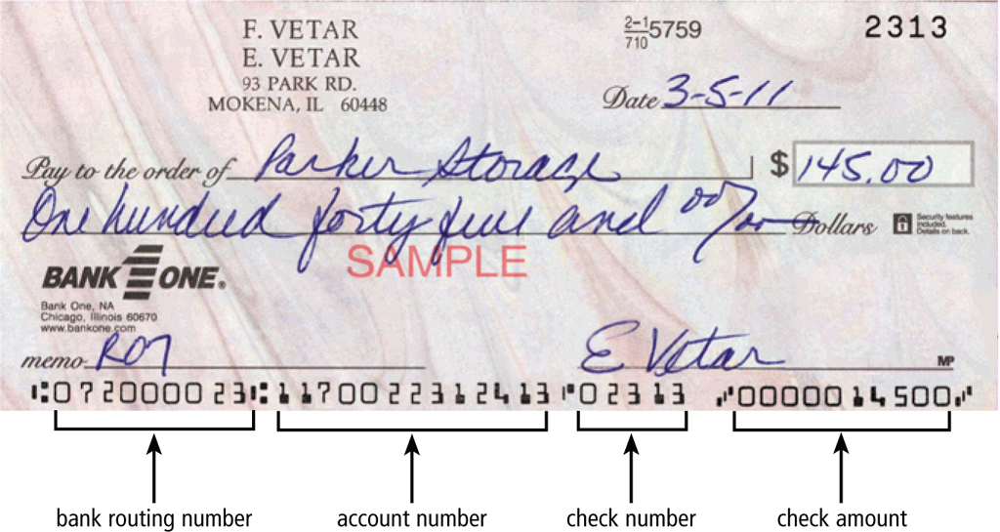 F. VETAR
E. VETAR
93 PARK RD.
MOKENA, IL 60448
2-1/710 5759
2313
Date 3-5-11
Pay to the order of Parker Storage $ 145.00
One hundred forty five and 00/00 Dollars
Security features included. Details on back.
SAMPLE
BANK ONE®
Bank One, NA
Chicago, Illinois 60670
www.bankone.com
memo R07 E Vetar MP
⑆072000023⑆ 1170022312413 ⑈02313 ⑇0000014500⑇
bank routing number account number check number check amount